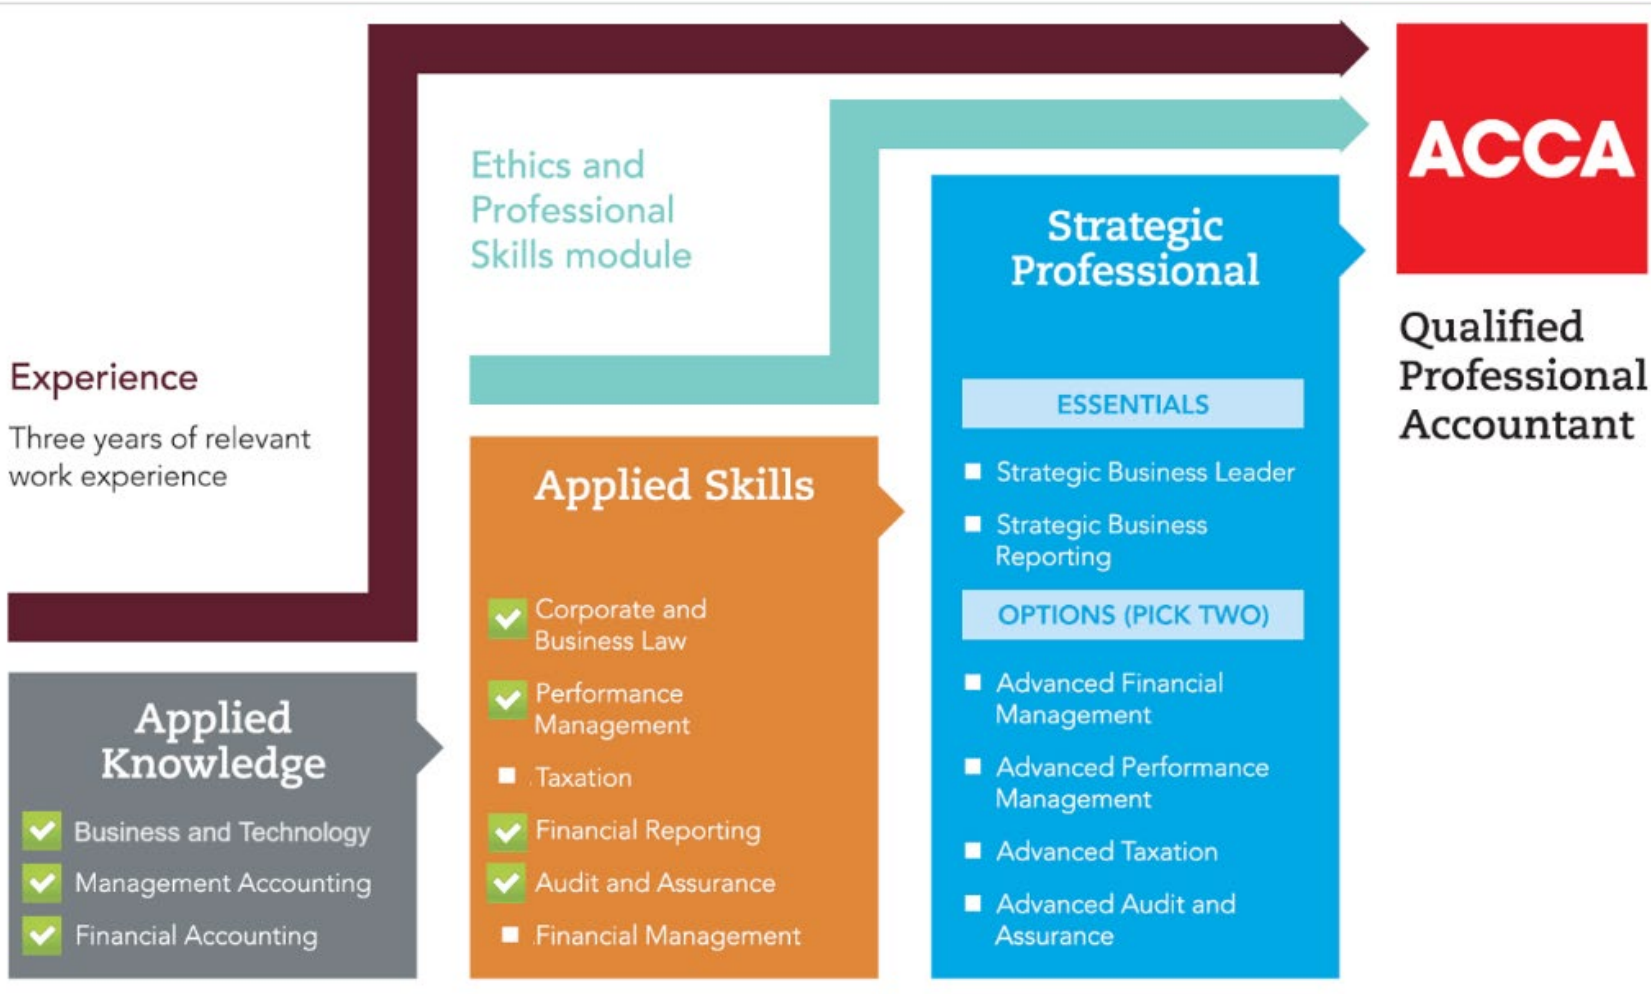 ACCA
Qualified
Professional
Accountant
Experience
Three years of relevant
work experience
Ethics and
Professional
Skills module
Applied
Knowledge
Business and Technology
Management Accounting
Financial Accounting
Applied Skills
Corporate and
Business Law
Performance
Management
Taxation
Financial Reporting
Audit and Assurance
Financial Management
Strategic
Professional
ESSENTIALS
Strategic Business Leader
Strategic Business
Reporting
OPTIONS (PICK TWO)
Advanced Financial
Management
Advanced Performance
Management
Advanced Taxation
Advanced Audit and
Assurance